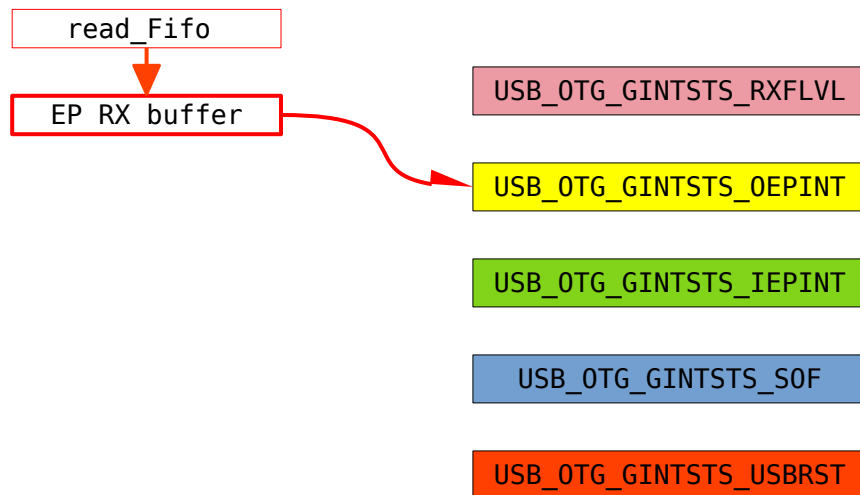 read_Fifo
EP RX buffer
USB_OTG_GINTSTS_RXFLVL
USB_OTG_GINTSTS_OEPINT
USB_OTG_GINTSTS_IEPINT
USB_OTG_GINTSTS_SOF
USB_OTG_GINTSTS_USBRST